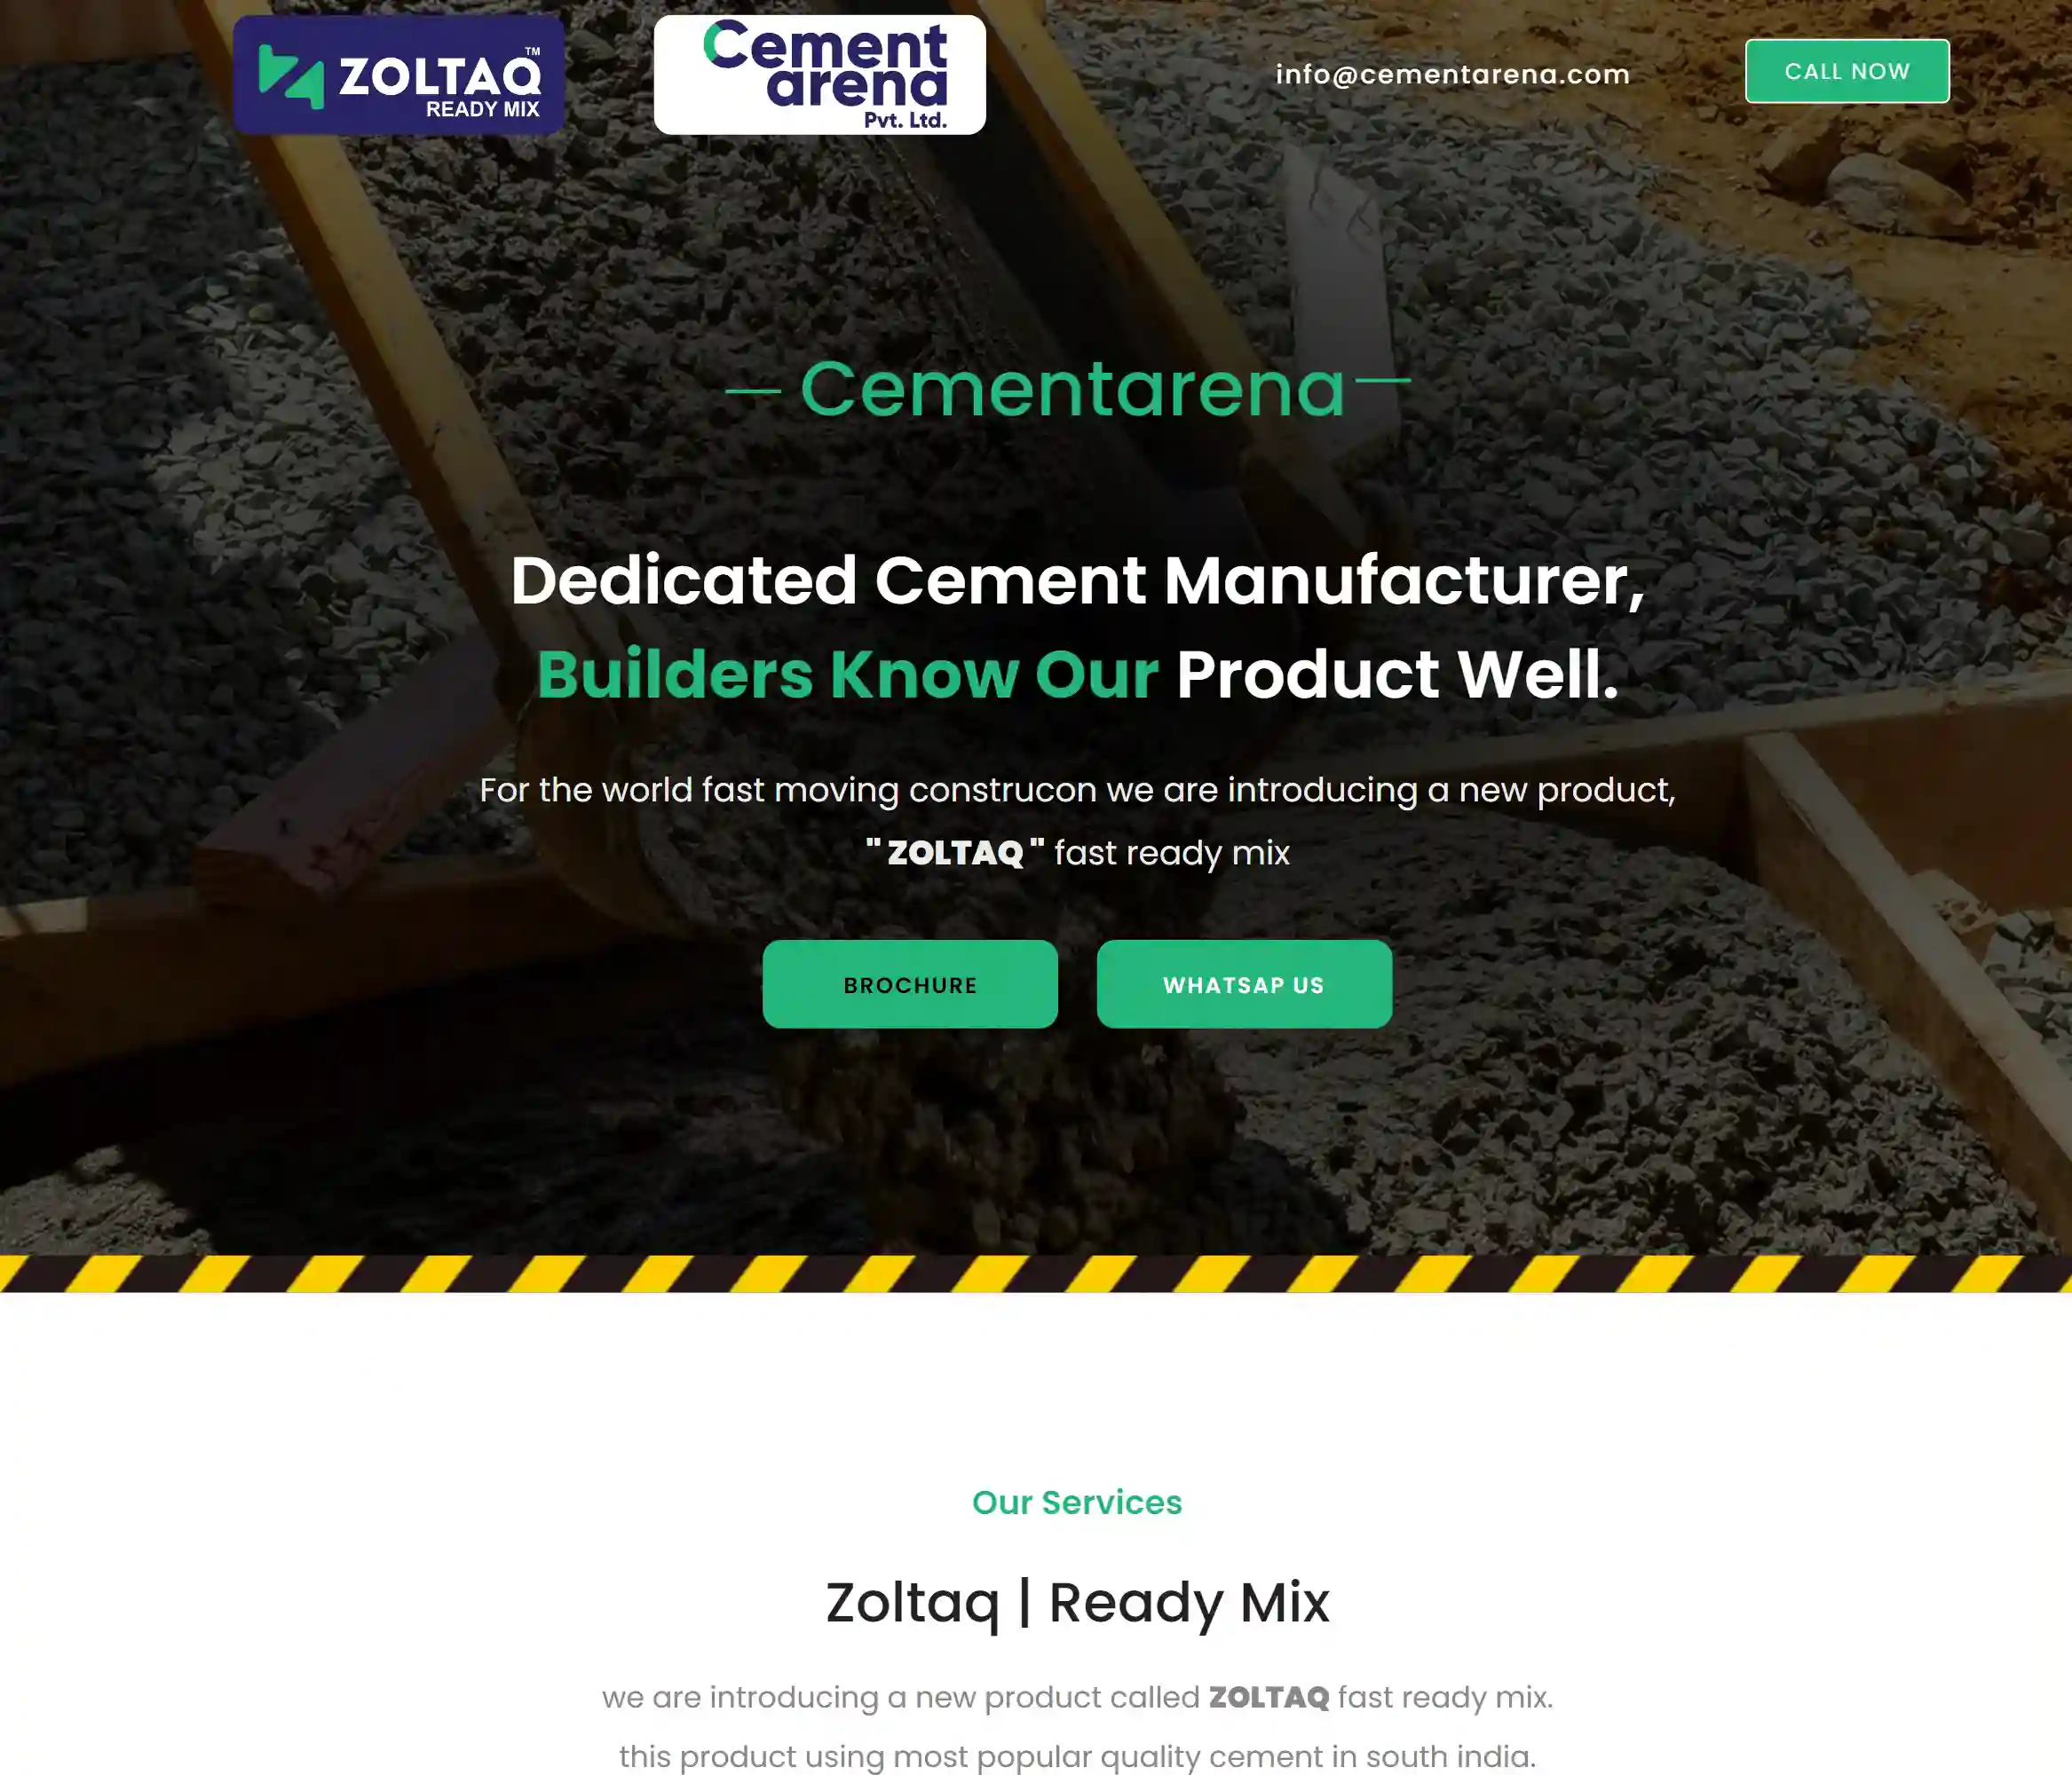 ZOLTAQ™
READY MIX
Cement
arena
Pvt. Ltd.
info@cementarena.com
CALL NOW
— Cementarena —
Dedicated Cement Manufacturer,
Builders Know Our Product Well.
For the world fast moving construcon we are introducing a new product,
" ZOLTAQ " fast ready mix
BROCHURE
WHATSAP US
Our Services
Zoltaq | Ready Mix
we are introducing a new product called ZOLTAQ fast ready mix.
this product using most popular quality cement in south india.